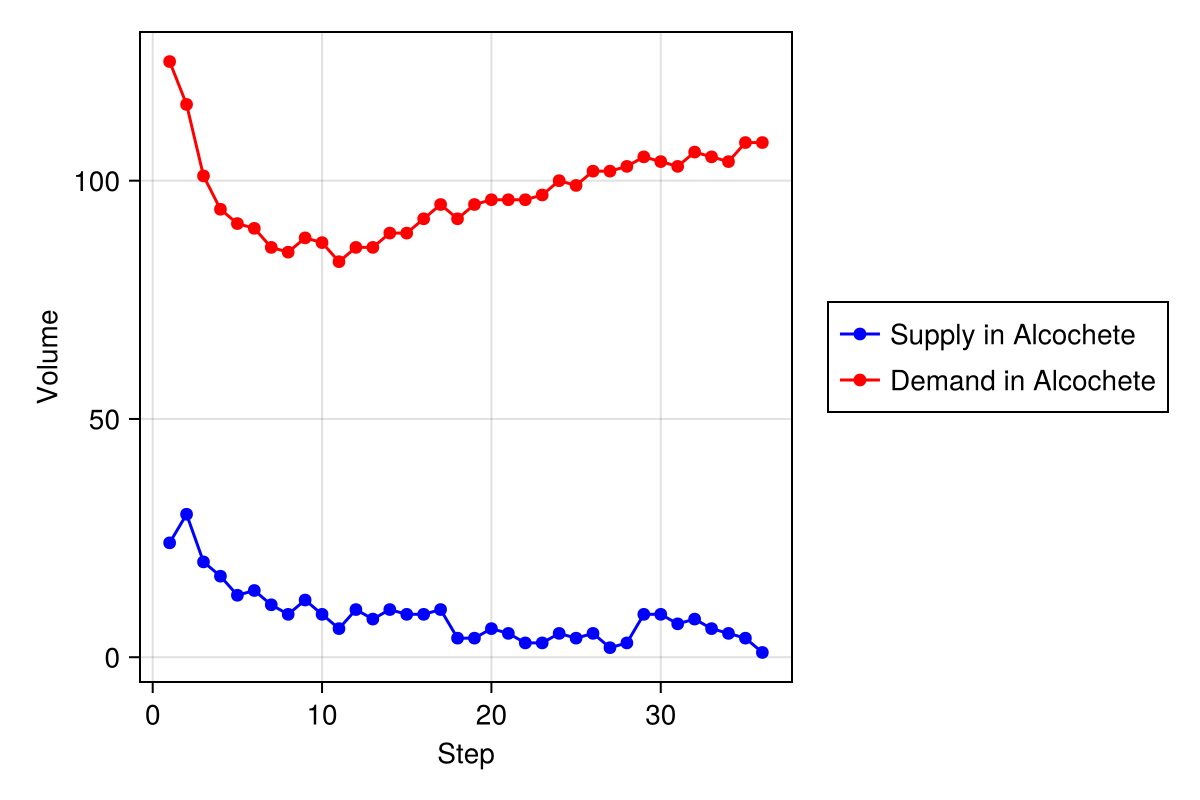 100
50
0
Volume
0 10 20 30
Step
Supply in Alcochete
Demand in Alcochete